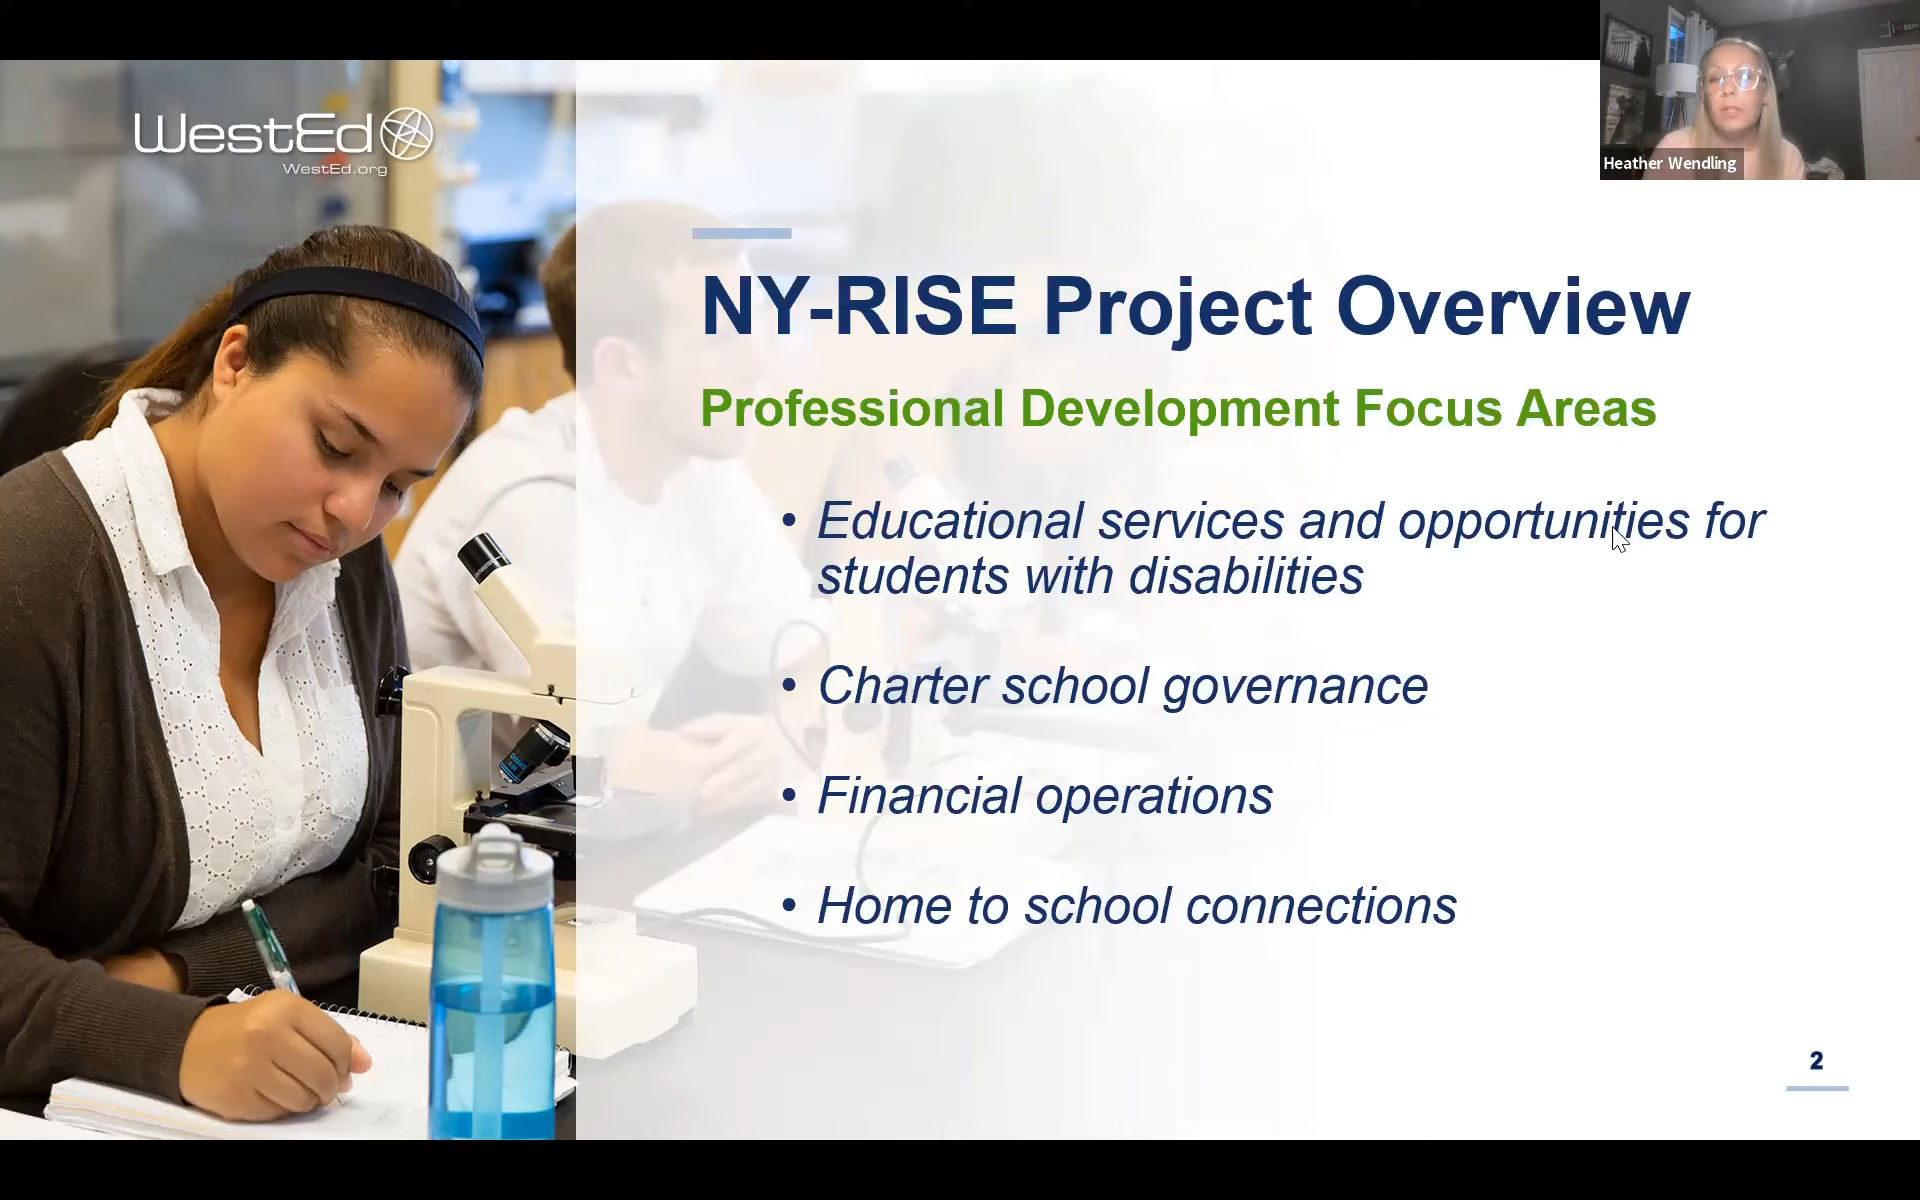 WestEd
WestEd.org
Heather Wendling
NY-RISE Project Overview
Professional Development Focus Areas
• Educational services and opportunities for
students with disabilities
• Charter school governance
• Financial operations
• Home to school connections
2